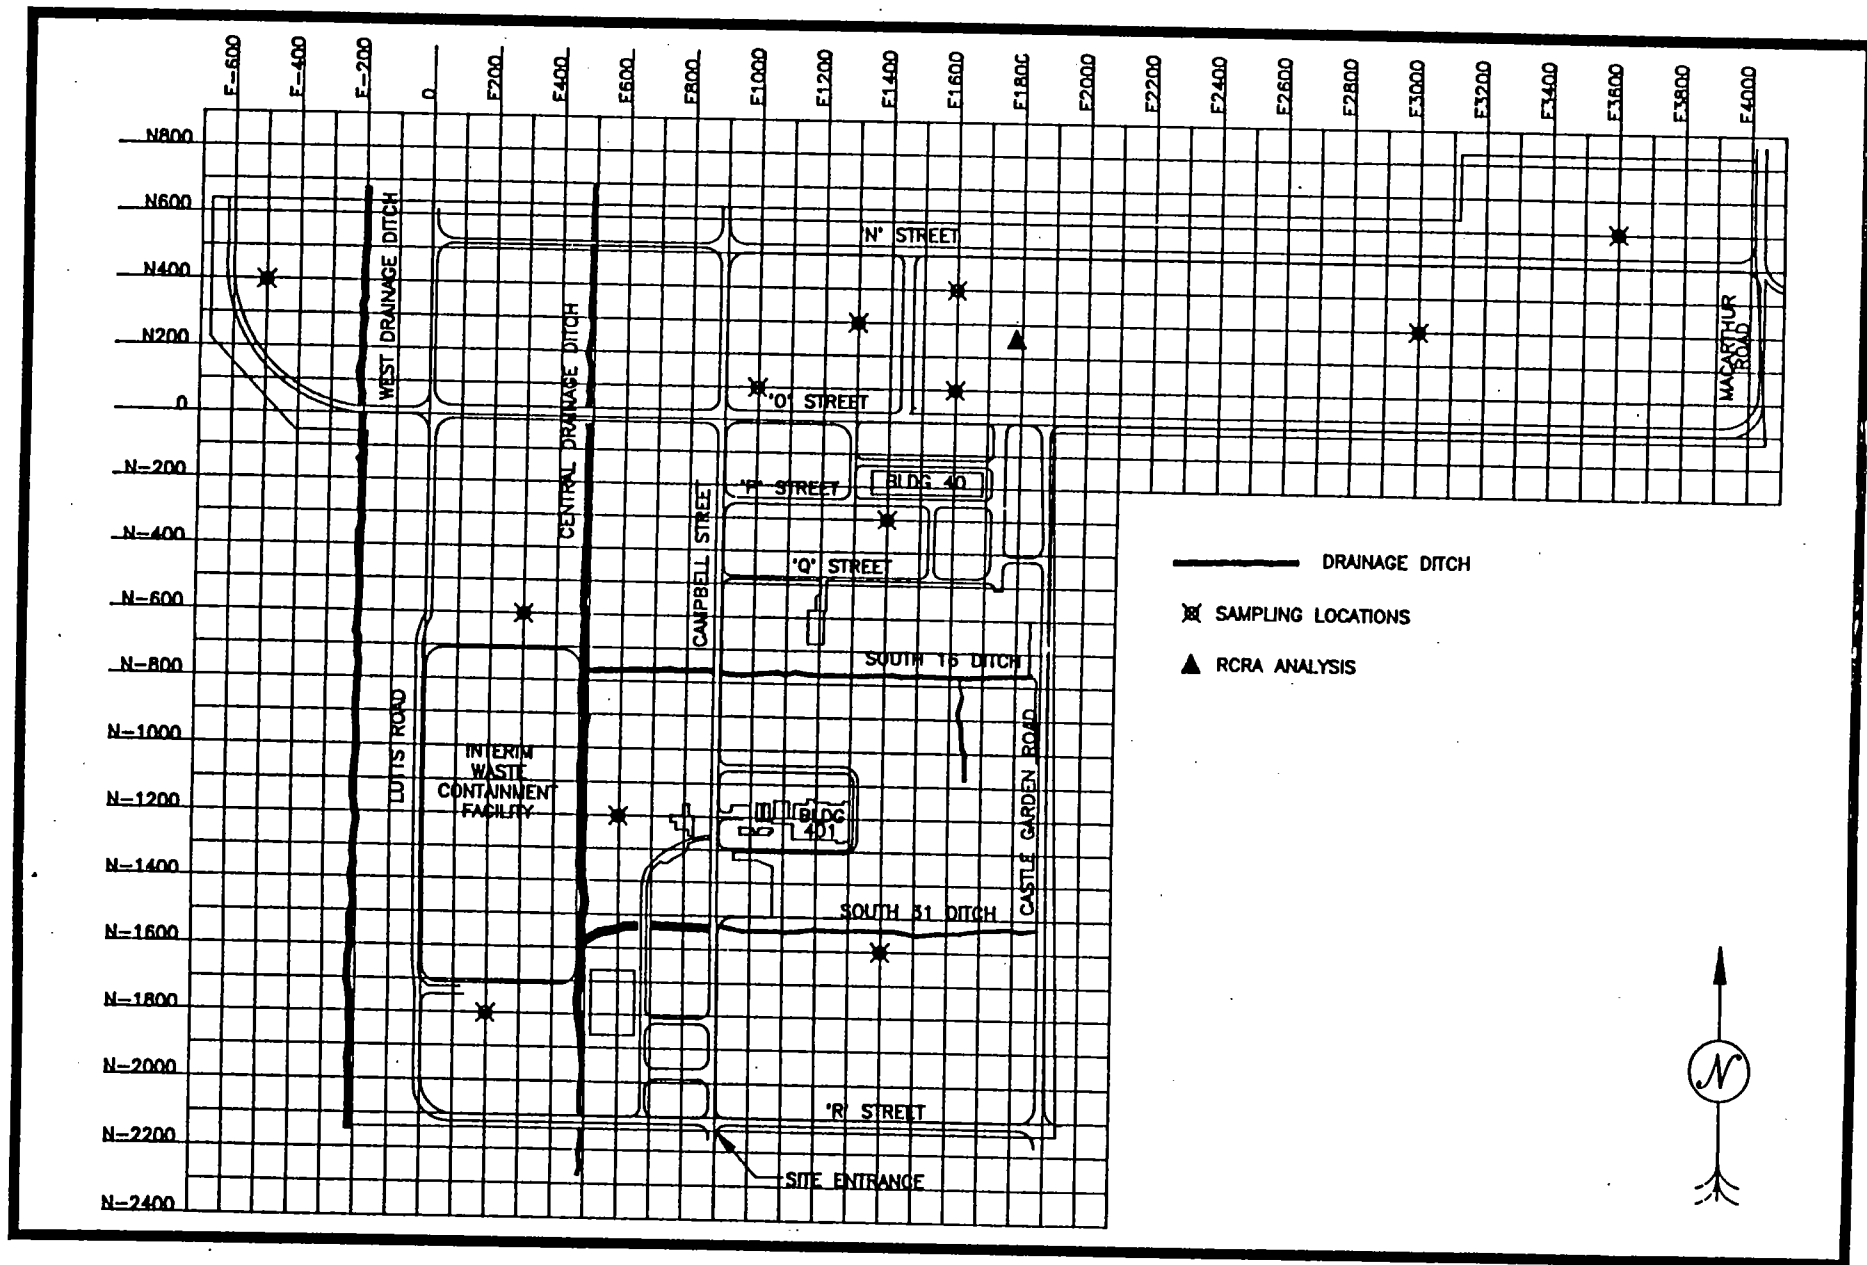 E-600
E-400
E-200
0
E200
E400
E600
E800
E1000
E1200
E1400
E1600
E1800
E2000
E2200
E2400
E2600
E2800
E3000
E3200
E3400
E3600
E3800
E4000
N800
N600
N400
N200
0
N-200
N-400
N-600
N-800
N-1000
N-1200
N-1400
N-1600
N-1800
N-2000
N-2200
N-2400
WEST DRAINAGE DITCH
CENTRAL DRAINAGE DITCH
'N' STREET
'O' STREET
MACARTHUR
ROAD
'P' STREET
BLDG 40
'Q' STREET
CAMPBELL STREET
SOUTH 16 DITCH
LUTTS ROAD
INTERIM
WASTE
CONTAINMENT
FACILITY
BLDG
401
CASTLE GARDEN ROAD
SOUTH 31 DITCH
'R' STREET
SITE ENTRANCE
DRAINAGE DITCH
SAMPLING LOCATIONS
RCRA ANALYSIS
N